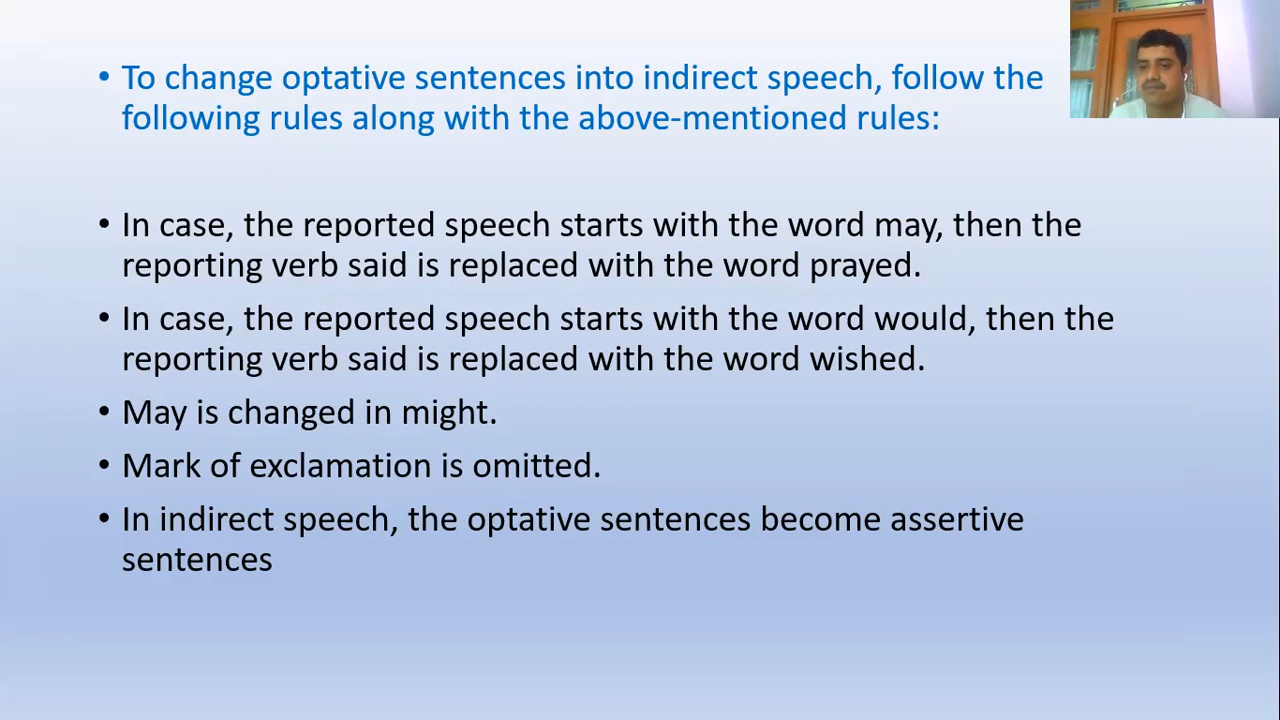 • To change optative sentences into indirect speech, follow the
following rules along with the above-mentioned rules:
• In case, the reported speech starts with the word may, then the
reporting verb said is replaced with the word prayed.
• In case, the reported speech starts with the word would, then the
reporting verb said is replaced with the word wished.
• May is changed in might.
• Mark of exclamation is omitted.
• In indirect speech, the optative sentences become assertive
sentences